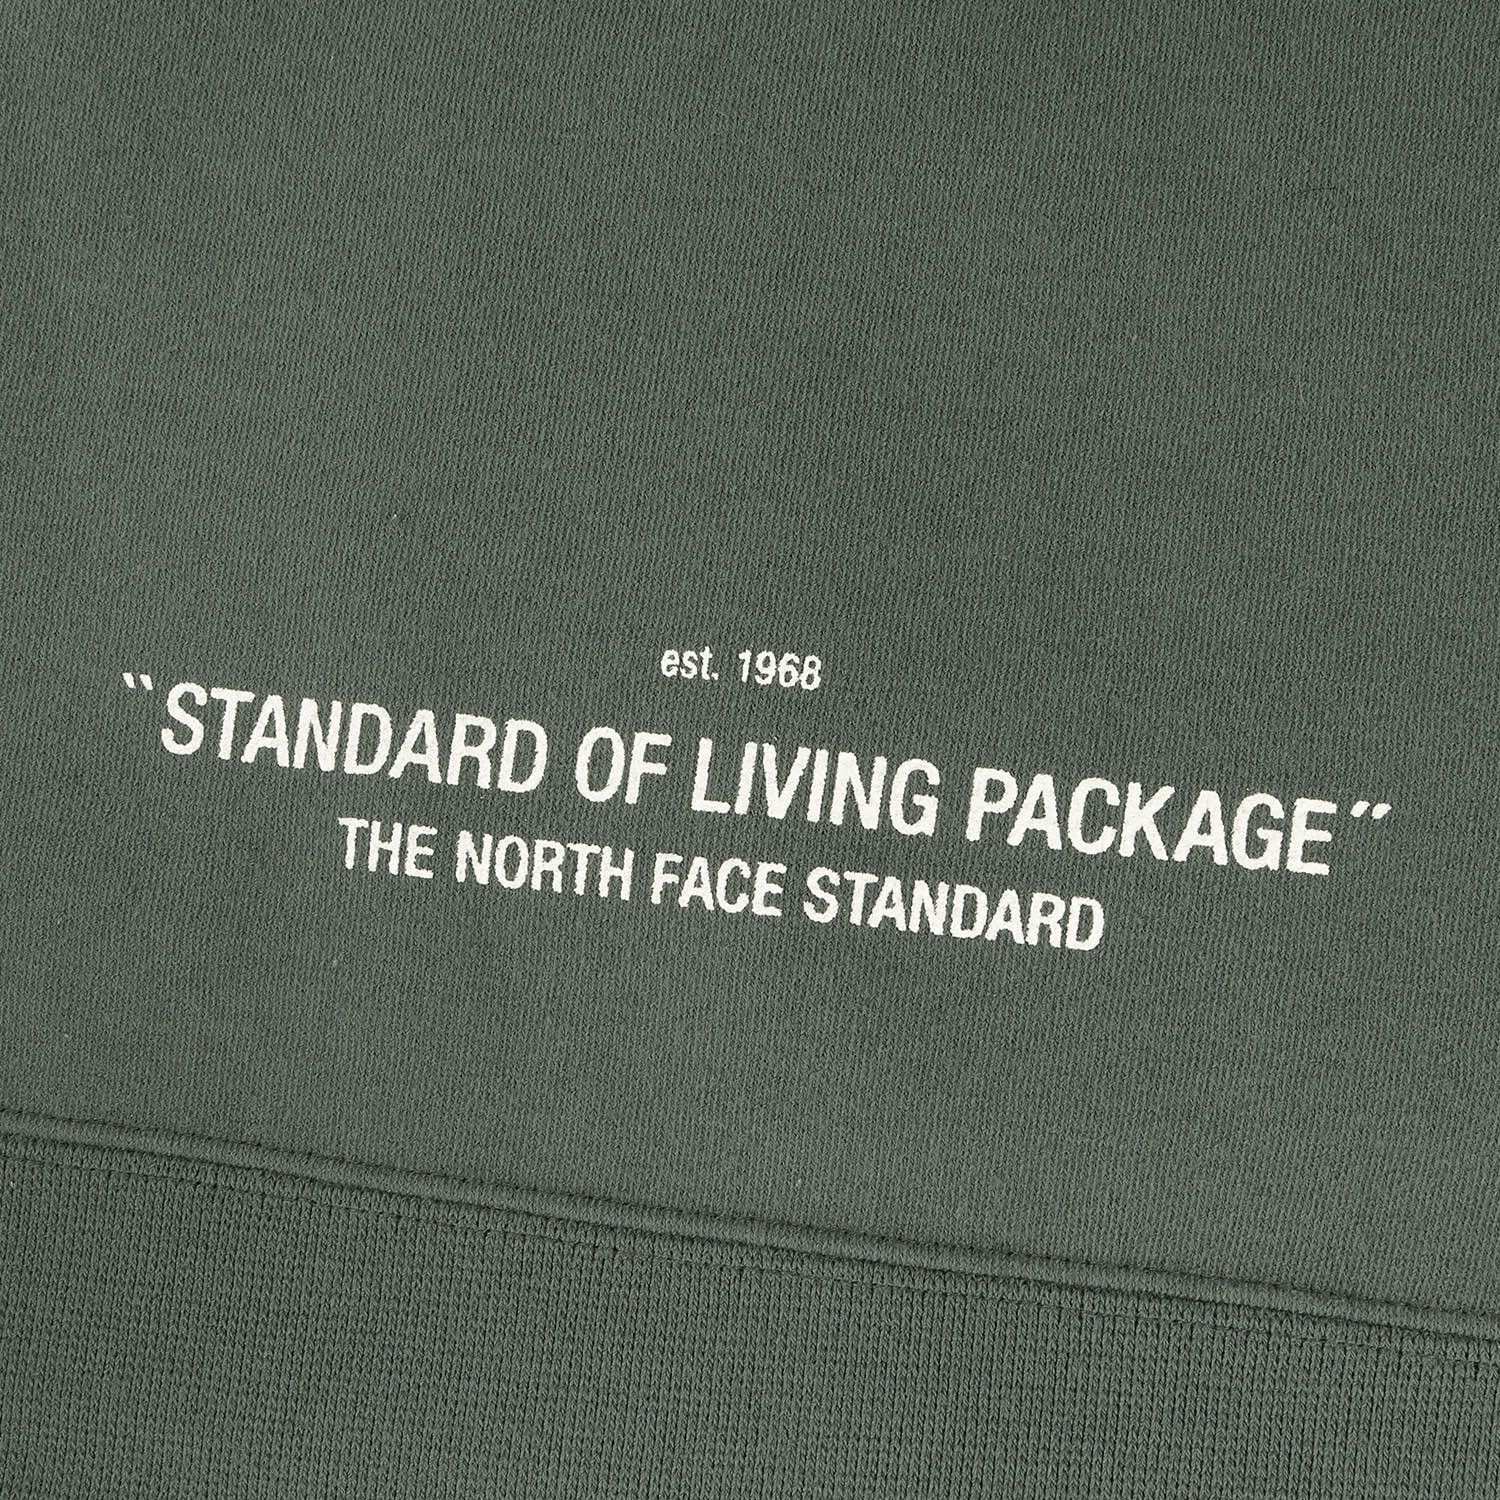 est. 1968
“STANDARD OF LIVING PACKAGE”
THE NORTH FACE STANDARD